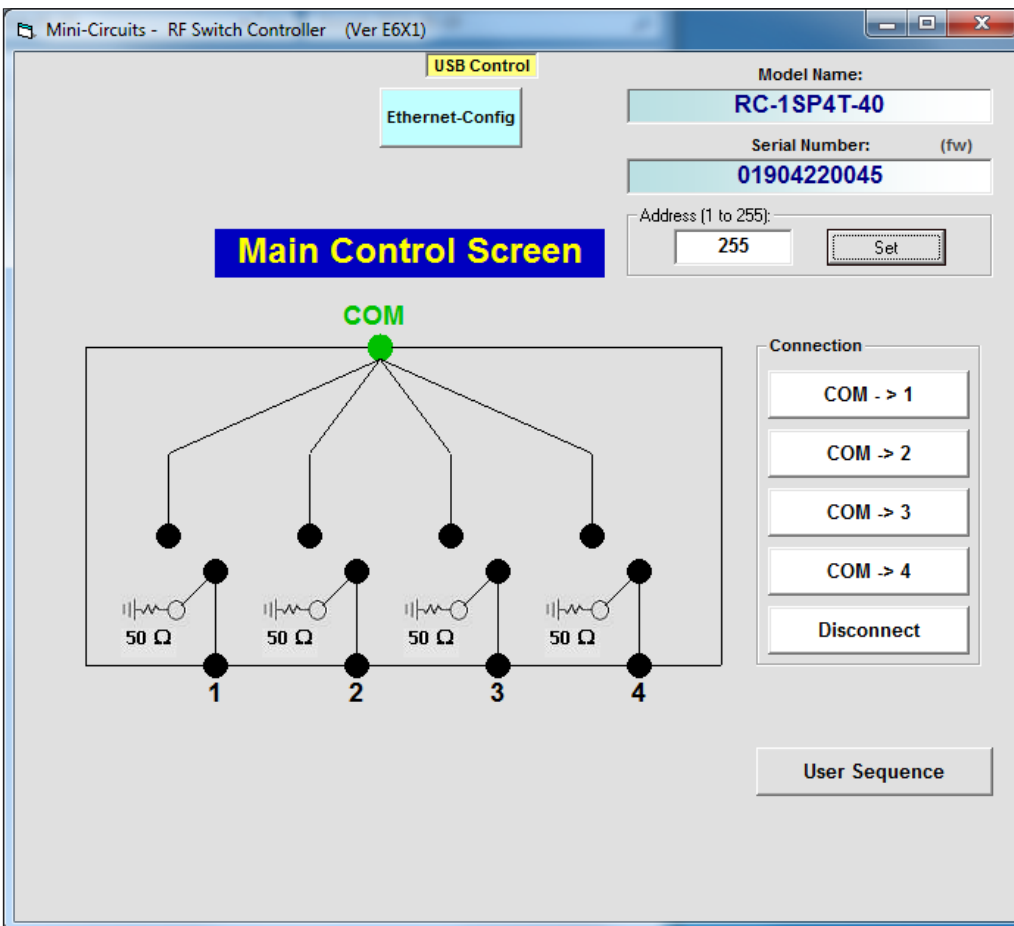 Mini-Circuits - RF Switch Controller (Ver E6X1)
USB Control
Ethernet-Config
Model Name:
RC-1SP4T-40
Serial Number: (fw)
01904220045
Address (1 to 255):
255 Set
Main Control Screen
COM
Connection
COM - > 1
COM -> 2
COM -> 3
COM -> 4
Disconnect
50 Ω 50 Ω 50 Ω 50 Ω
1 2 3 4
User Sequence